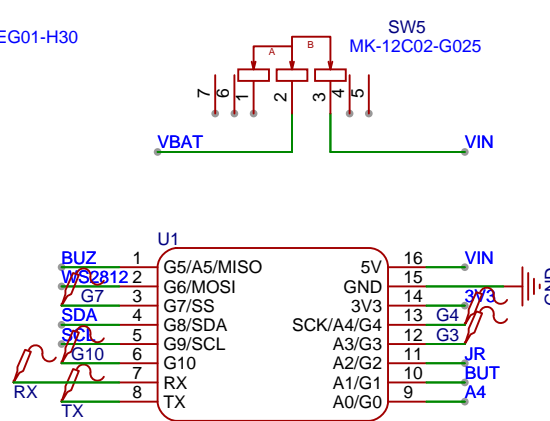 EG01-H30
SW5
MK-12C02-G025
A
B
7
6
1
2
3
4
5
VBAT
VIN
U1
BUZ 1 G5/A5/MISO 5V 16 VIN
WS2812 2 G6/MOSI GND 15 GND
G7 3 G7/SS 3V3 14 3V3
SDA 4 G8/SDA SCK/A4/G4 13 G4
SCL 5 G9/SCL A3/G3 12 G3
G10 6 G10 A2/G2 11 JR
RX 7 RX A1/G1 10 BUT
TX 8 TX A0/G0 9 A4